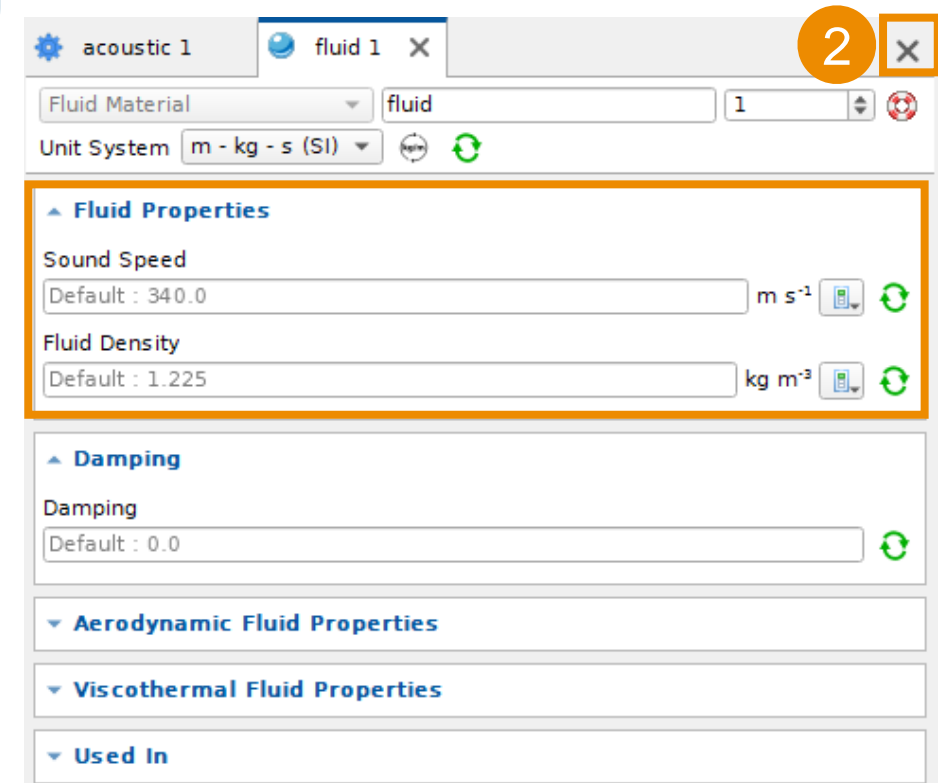 acoustic 1 fluid 1 2
Fluid Material fluid 1
Unit System m - kg - s (SI) kg/m
Fluid Properties
Sound Speed
Default : 340.0 m s⁻¹
Fluid Density
Default : 1.225 kg m⁻³
Damping
Damping
Default : 0.0
Aerodynamic Fluid Properties
Viscothermal Fluid Properties
Used In